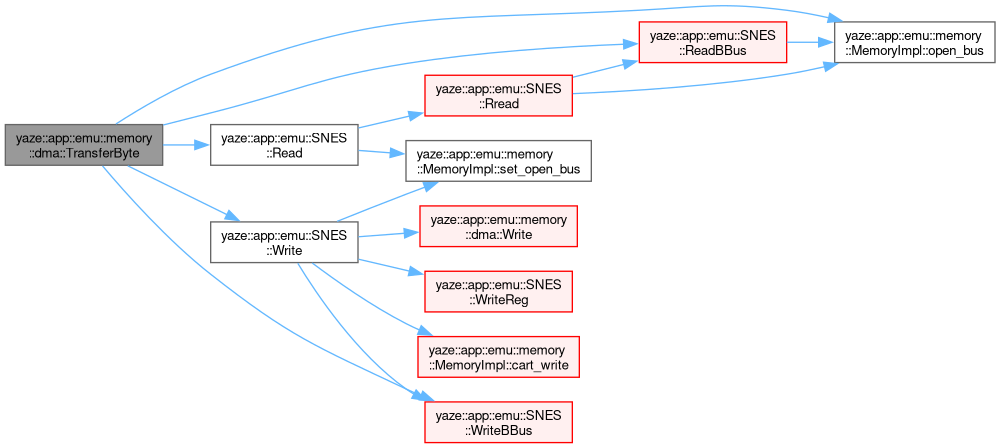 yaze::app::emu::memory
::dma::TransferByte
yaze::app::emu::SNES
::Read
yaze::app::emu::SNES
::Write
yaze::app::emu::SNES
::Rread
yaze::app::emu::SNES
::ReadBBus
yaze::app::emu::memory
::MemoryImpl::open_bus
yaze::app::emu::memory
::MemoryImpl::set_open_bus
yaze::app::emu::memory
::dma::Write
yaze::app::emu::SNES
::WriteReg
yaze::app::emu::memory
::MemoryImpl::cart_write
yaze::app::emu::SNES
::WriteBBus